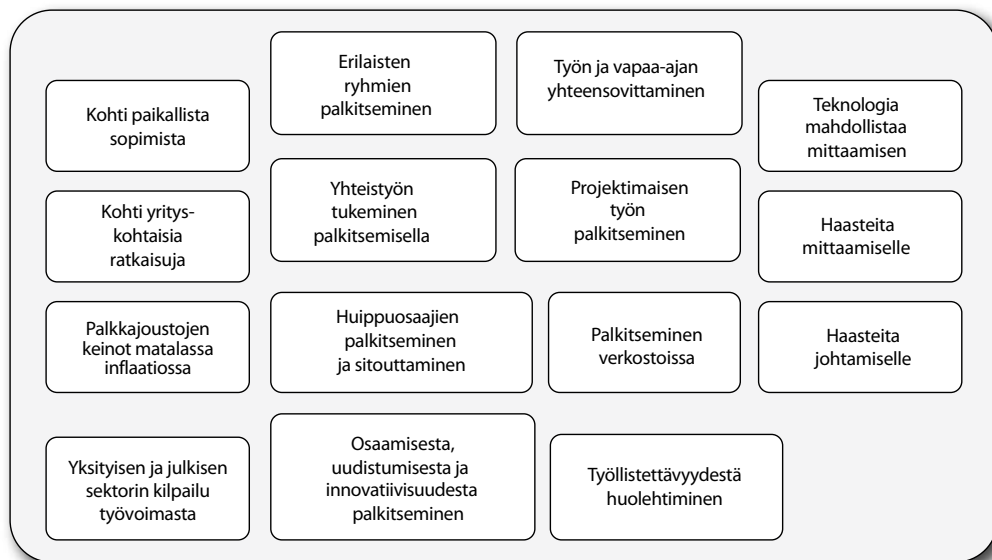 Kohti paikallista
sopimista
Kohti yritys-
kohtaisia
ratkaisuja
Palkkajoustojen
keinot matalassa
inflaatiossa
Yksityisen ja julkisen
sektorin kilpailu
työvoimasta
Erilaisten
ryhmien
palkitseminen
Yhteistyön
tukeminen
palkitsemisella
Huippuosaajien
palkitseminen
ja sitouttaminen
Osaamisesta,
uudistumisesta ja
innovatiivisuudesta
palkitseminen
Työn ja vapaa-ajan
yhteensovittaminen
Projektimaisen
työn
palkitseminen
Palkitseminen
verkostoissa
Työllistettävyydestä
huolehtiminen
Teknologia
mahdollistaa
mittaamisen
Haasteita
mittaamiselle
Haasteita
johtamiselle